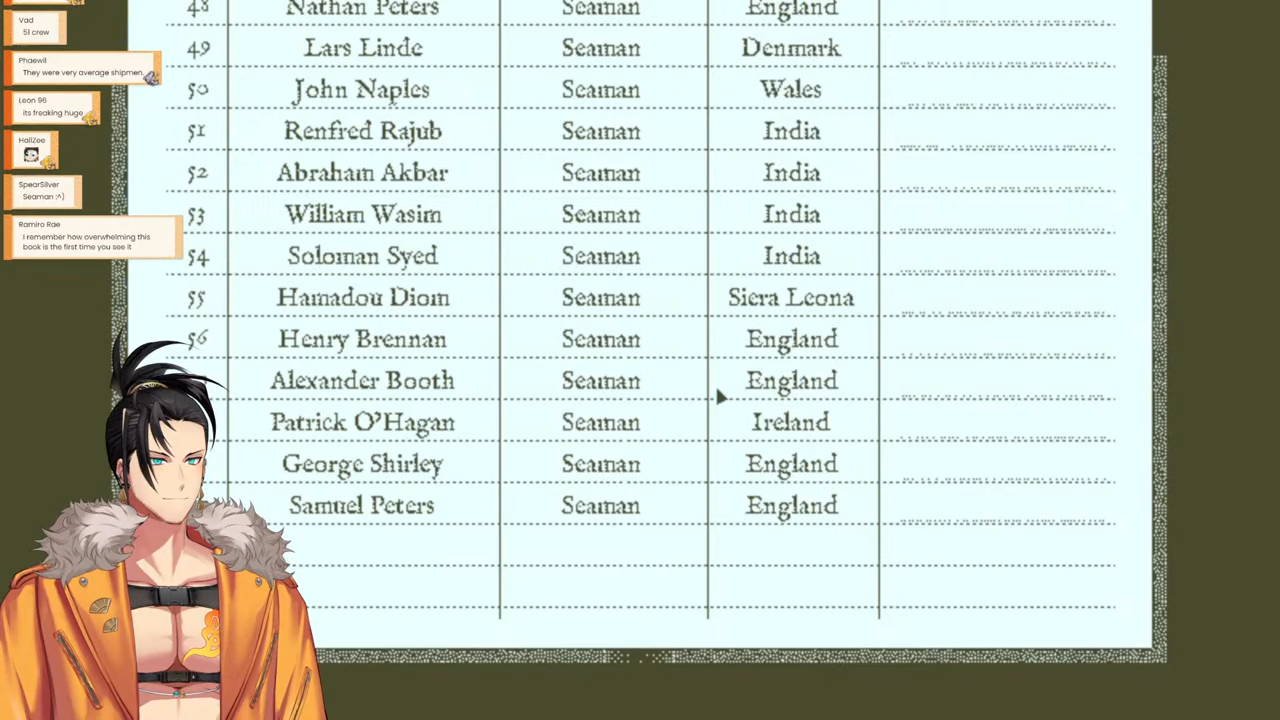 Vad
51 crew
Phaewil
They were very average shipmen.
Leon 96
its freaking huge
HallZee
SpearSilver
Seaman :^)
Ramiro Rae
I remember how overwhelming this
book is the first time you see it
48 Nathan Peters Seaman England
49 Lars Linde Seaman Denmark
50 John Naples Seaman Wales
51 Renfred Rajub Seaman India
52 Abraham Akbar Seaman India
53 William Wasim Seaman India
54 Soloman Syed Seaman India
55 Hamadou Diom Seaman Siera Leona
56 Henry Brennan Seaman England
Alexander Booth Seaman England
Patrick O'Hagan Seaman Ireland
George Shirley Seaman England
Samuel Peters Seaman England